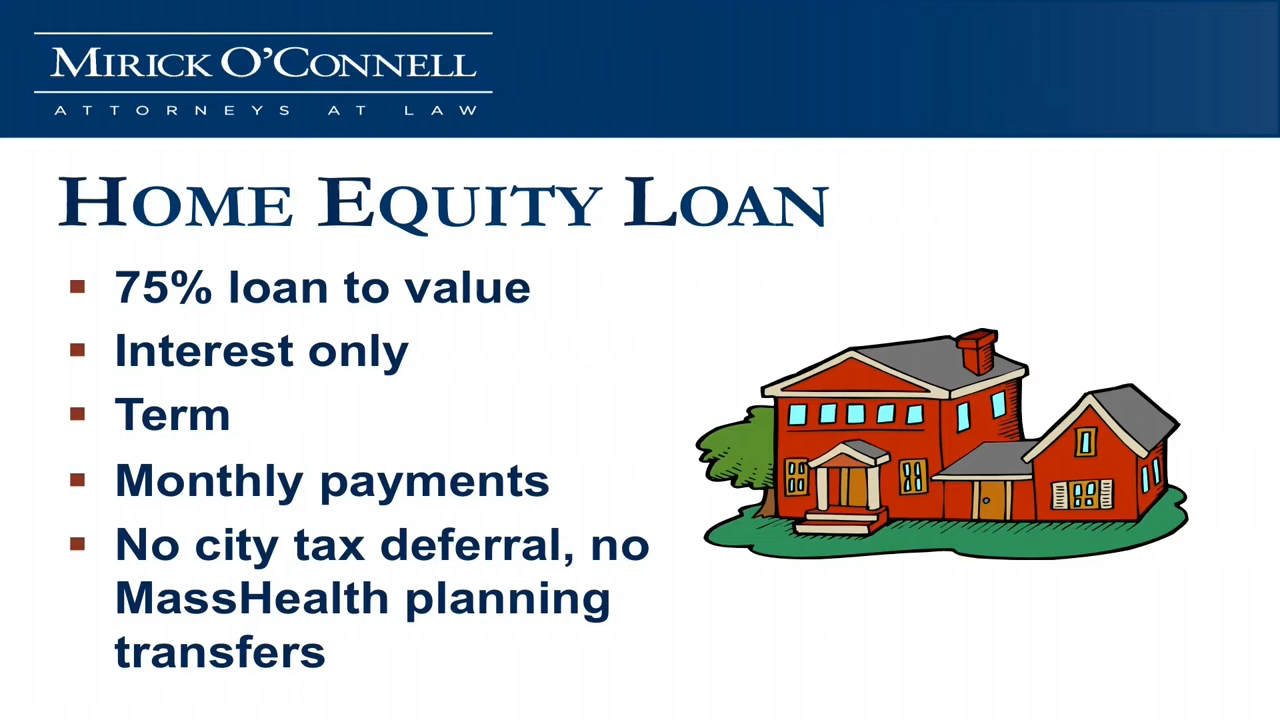 MIRICK O'CONNELL
ATTORNEYS AT LAW
HOME EQUITY LOAN
▪ 75% loan to value
▪ Interest only
▪ Term
▪ Monthly payments
▪ No city tax deferral, no
MassHealth planning
transfers